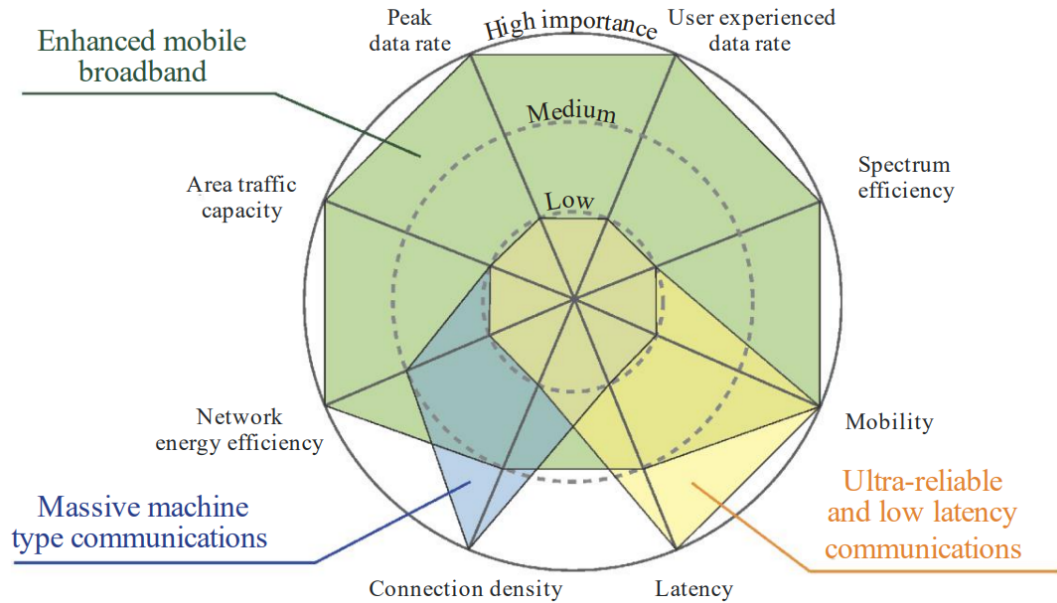 Peak
data rate
High importance
User experienced
data rate
Enhanced mobile
broadband
Medium
Area traffic
capacity
Spectrum
efficiency
Low
Network
energy efficiency
Mobility
Massive machine
type communications
Ultra-reliable
and low latency
communications
Connection density
Latency